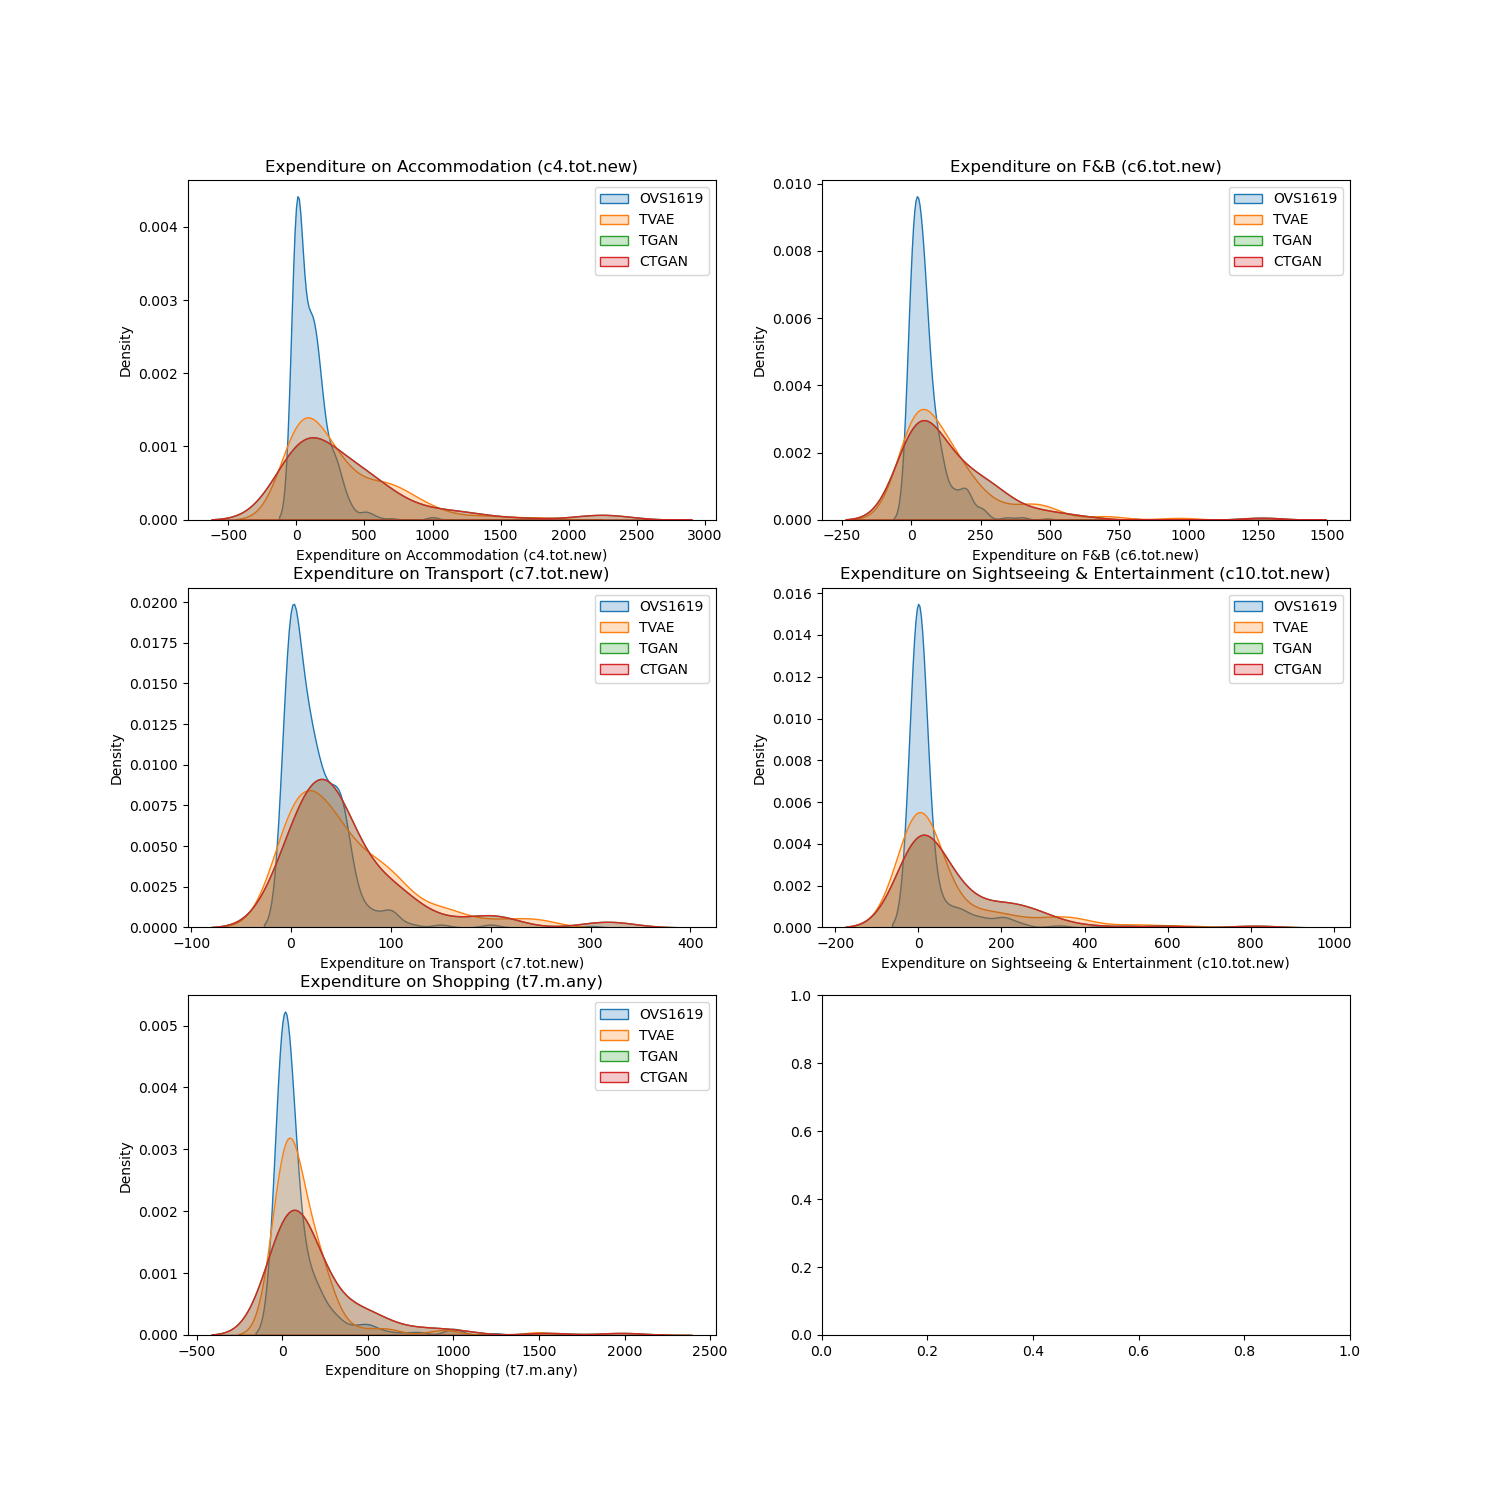 Expenditure on Accommodation (c4.tot.new)
Density
0.004
0.003
0.002
0.001
0.000
OVS1619
TVAE
TGAN
CTGAN
−500 0 500 1000 1500 2000 2500 3000
Expenditure on Accommodation (c4.tot.new)
Expenditure on F&B (c6.tot.new)
Density
0.010
0.008
0.006
0.004
0.002
0.000
OVS1619
TVAE
TGAN
CTGAN
−250 0 250 500 750 1000 1250 1500
Expenditure on F&B (c6.tot.new)
Expenditure on Transport (c7.tot.new)
Density
0.0200
0.0175
0.0150
0.0125
0.0100
0.0075
0.0050
0.0025
0.0000
OVS1619
TVAE
TGAN
CTGAN
−100 0 100 200 300 400
Expenditure on Transport (c7.tot.new)
Expenditure on Sightseeing & Entertainment (c10.tot.new)
Density
0.016
0.014
0.012
0.010
0.008
0.006
0.004
0.002
0.000
OVS1619
TVAE
TGAN
CTGAN
−200 0 200 400 600 800 1000
Expenditure on Sightseeing & Entertainment (c10.tot.new)
Expenditure on Shopping (t7.m.any)
Density
0.005
0.004
0.003
0.002
0.001
0.000
OVS1619
TVAE
TGAN
CTGAN
−500 0 500 1000 1500 2000 2500
Expenditure on Shopping (t7.m.any)
1.0
0.8
0.6
0.4
0.2
0.0
0.0 0.2 0.4 0.6 0.8 1.0